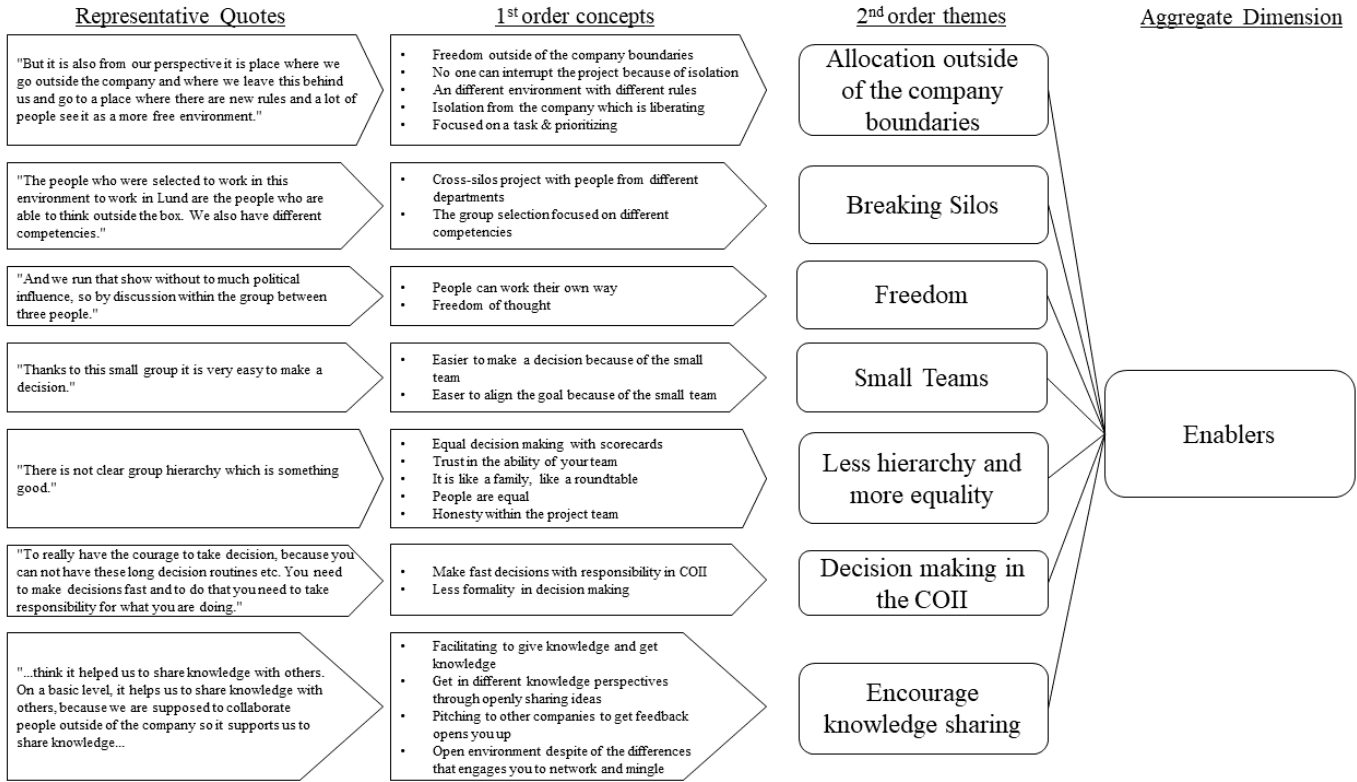 Representative Quotes
1st order concepts
2nd order themes
Aggregate Dimension
"But it is also from our perspective it is place where we
go outside the company and where we leave this behind
us and go to a place where there are new rules and a lot of
people see it as a more free environment."
• Freedom outside of the company boundaries
• No one can interrupt the project because of isolation
• An different environment with different rules
• Isolation from the company which is liberating
• Focused on a task & prioritizing
Allocation outside
of the company
boundaries
"The people who were selected to work in this
environment to work in Lund are the people who are
able to think outside the box. We also have different
competencies."
• Cross-silos project with people from different
departments
• The group selection focused on different
competencies
Breaking Silos
"And we run that show without to much political
influence, so by discussion within the group between
three people."
• People can work their own way
• Freedom of thought
Freedom
"Thanks to this small group it is very easy to make a
decision."
• Easier to make a decision because of the small
team
• Easer to align the goal because of the small team
Small Teams
"There is not clear group hierarchy which is something
good."
• Equal decision making with scorecards
• Trust in the ability of your team
• It is like a family, like a roundtable
• People are equal
• Honesty within the project team
Less hierarchy and
more equality
"To really have the courage to take decision, because you
can not have these long decision routines etc. You need
to make decisions fast and to do that you need to take
responsibility for what you are doing."
• Make fast decisions with responsibility in COII
• Less formality in decision making
Decision making in
the COII
"...think it helped us to share knowledge with others.
On a basic level, it helps us to share knowledge with
others, because we are supposed to collaborate
people outside of the company so it supports us to
share knowledge...
• Facilitating to give knowledge and get
knowledge
• Get in different knowledge perspectives
through openly sharing ideas
• Pitching to other companies to get feedback
opens you up
• Open environment despite of the differences
that engages you to network and mingle
Encourage
knowledge sharing
Enablers